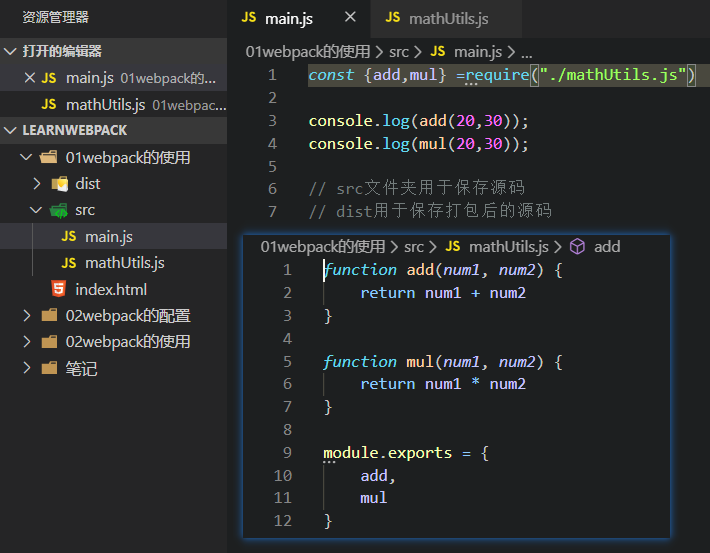 资源管理器
打开的编辑器
JS main.js 01webpack的...
JS mathUtils.js 01webpac...
LEARNWEBPACK
01webpack的使用
dist
src
JS main.js
JS mathUtils.js
index.html
02webpack的配置
02webpack的使用
笔记
JS main.js JS mathUtils.js
01webpack的使用 > src > JS main.js > ...
1 const {add,mul} =require("./mathUtils.js")
2
3 console.log(add(20,30));
4 console.log(mul(20,30));
5
6 // src文件夹用于保存源码
7 // dist用于保存打包后的源码
01webpack的使用 > src > JS mathUtils.js > add
1 function add(num1, num2) {
2 return num1 + num2
3 }
4
5 function mul(num1, num2) {
6 return num1 * num2
7 }
8
9 module.exports = {
10 add,
11 mul
12 }